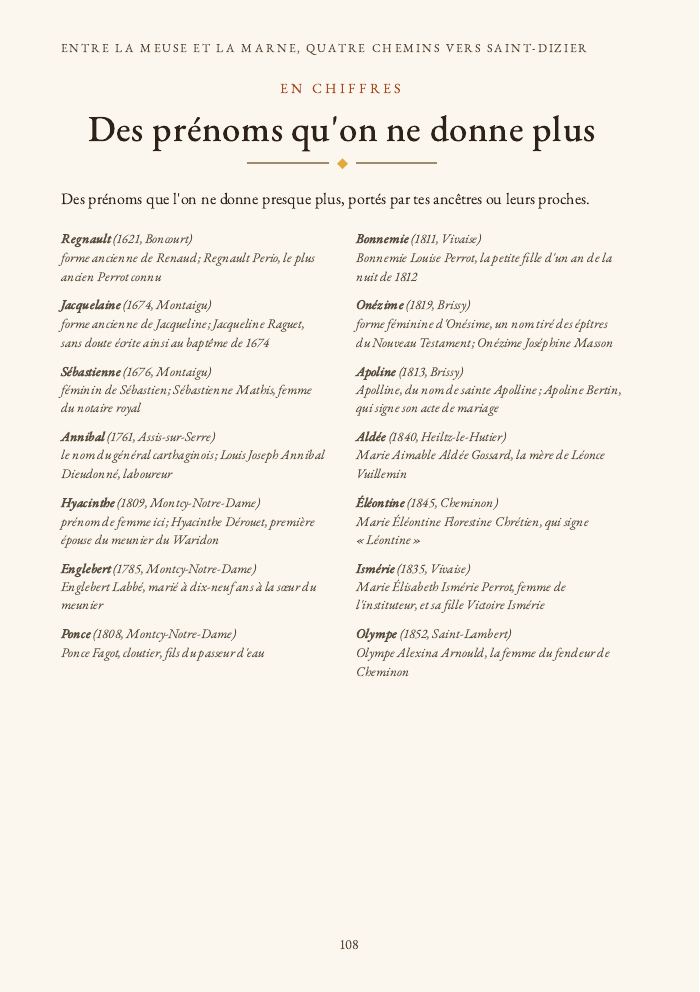 ENTRE LA MEUSE ET LA MARNE, QUATRE CHEMINS VERS SAINT-DIZIER
EN CHIFFRES
Des prénoms qu'on ne donne plus
Des prénoms que l'on ne donne presque plus, portés par tes ancêtres ou leurs proches.
Regnault (1621, Boncourt)
forme ancienne de Renaud; Regnault Perio, le plus
ancien Perrot connu
Jacquelaine (1674, Montaigu)
forme ancienne de Jacqueline; Jacqueline Raguet,
sans doute écrite ainsi au baptême de 1674
Sébastienne (1676, Montaigu)
féminin de Sébastien; Sébastienne Mathis, femme
du notaire royal
Annibal (1761, Assis-sur-Serre)
le nom du général carthaginois; Louis Joseph Annibal
Dieudonné, laboureur
Hyacinthe (1809, Montcy-Notre-Dame)
prénom de femme ici; Hyacinthe Dérouet, première
épouse du meunier du Waridon
Englebert (1785, Montcy-Notre-Dame)
Englebert Labbé, marié à dix-neuf ans à la sœur du
meunier
Ponce (1808, Montcy-Notre-Dame)
Ponce Fagot, cloutier, fils du passeur d'eau
Bonnemie (1811, Vivaise)
Bonnemie Louise Perrot, la petite fille d'un an de la
nuit de 1812
Onézime (1819, Brissy)
forme féminine d'Onésime, un nom tiré des épîtres
du Nouveau Testament; Onézime Joséphine Masson
Apoline (1813, Brissy)
Apolline, du nom de sainte Apolline; Apoline Bertin,
qui signe son acte de mariage
Aldée (1840, Heiltz-le-Hutier)
Marie Aimable Aldée Gossard, la mère de Léonce
Vuillemin
Éléontine (1845, Cheminon)
Marie Éléontine Florestine Chrétien, qui signe
« Léontine »
Ismérie (1835, Vivaise)
Marie Élisabeth Ismérie Perrot, femme de
l'instituteur, et sa fille Victoire Ismérie
Olympe (1852, Saint-Lambert)
Olympe Alexina Arnould, la femme du fendeur de
Cheminon
108